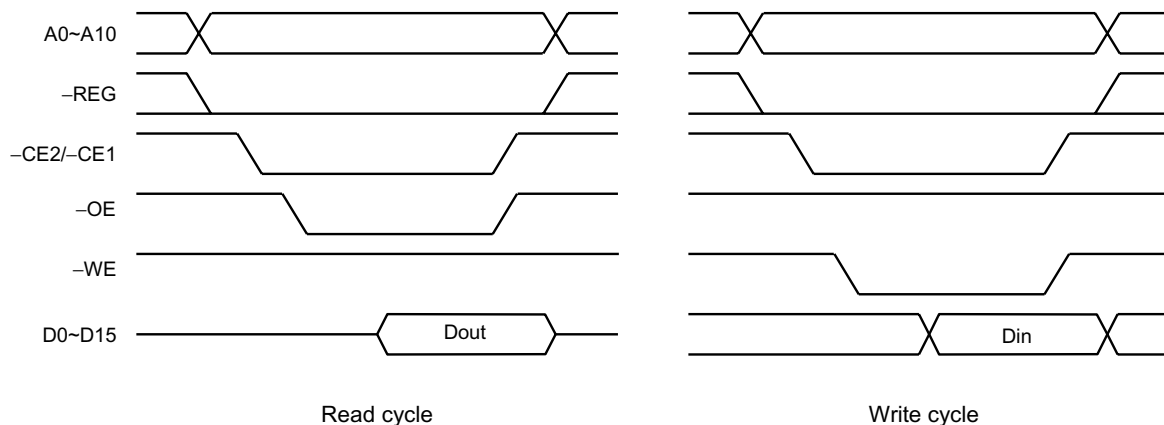 A0~A10
–REG
–CE2/–CE1
–OE
–WE
D0~D15
Dout
Din
Read cycle
Write cycle